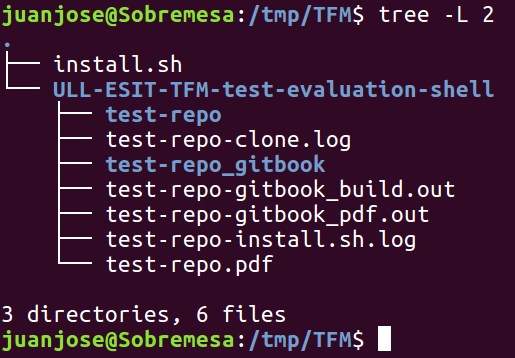 juanjose@Sobremesa:/tmp/TFM$ tree -L 2
.
├── install.sh
└── ULL-ESIT-TFM-test-evaluation-shell
    ├── test-repo
    ├── test-repo-clone.log
    ├── test-repo_gitbook
    ├── test-repo-gitbook_build.out
    ├── test-repo-gitbook_pdf.out
    ├── test-repo-install.sh.log
    └── test-repo.pdf

3 directories, 6 files
juanjose@Sobremesa:/tmp/TFM$